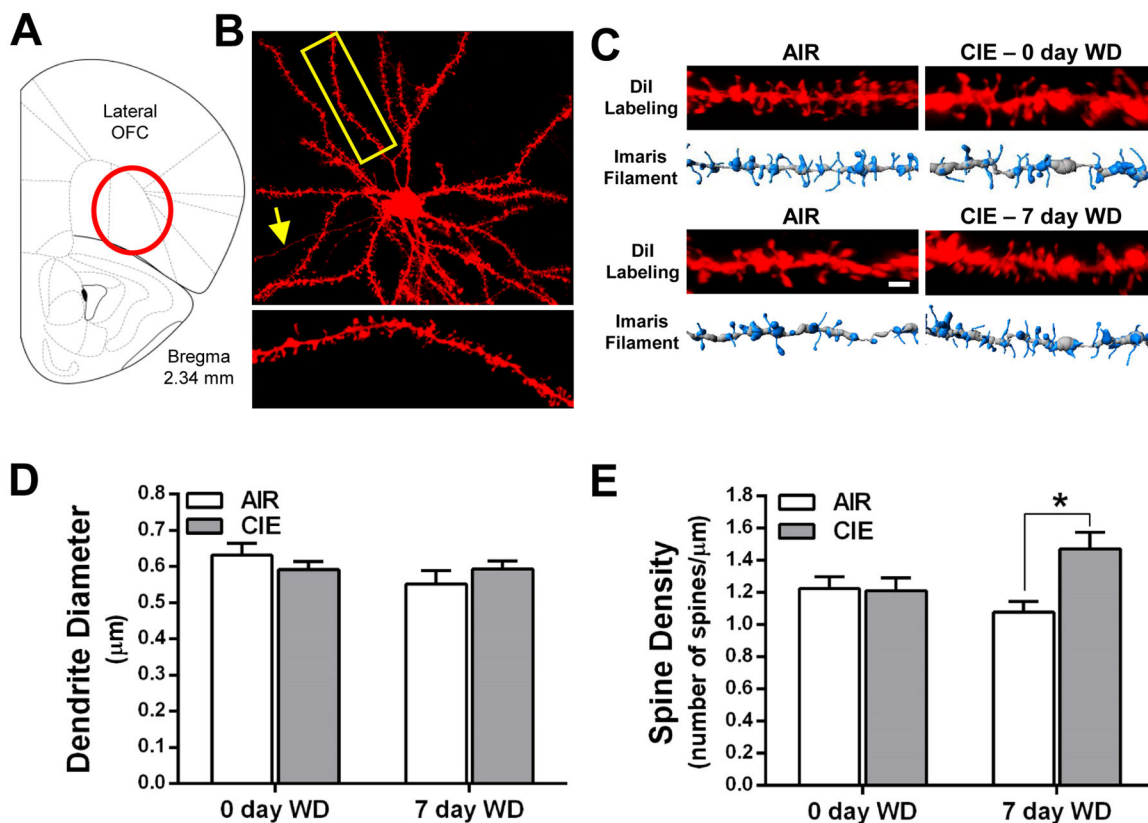 A
Lateral
OFC
Bregma
2.34 mm
B
C
AIR
CIE – 0 day WD
DiI
Labeling
Imaris
Filament
AIR
CIE – 7 day WD
DiI
Labeling
Imaris
Filament
D
Dendrite Diameter
(μm)
0.8
0.7
0.6
0.5
0.4
0.3
0.2
0.1
0.0
AIR
CIE
0 day WD
7 day WD
E
Spine Density
(number of spines/μm)
1.8
1.6
1.4
1.2
1.0
0.8
0.6
0.4
0.2
0.0
AIR
CIE
*
0 day WD
7 day WD